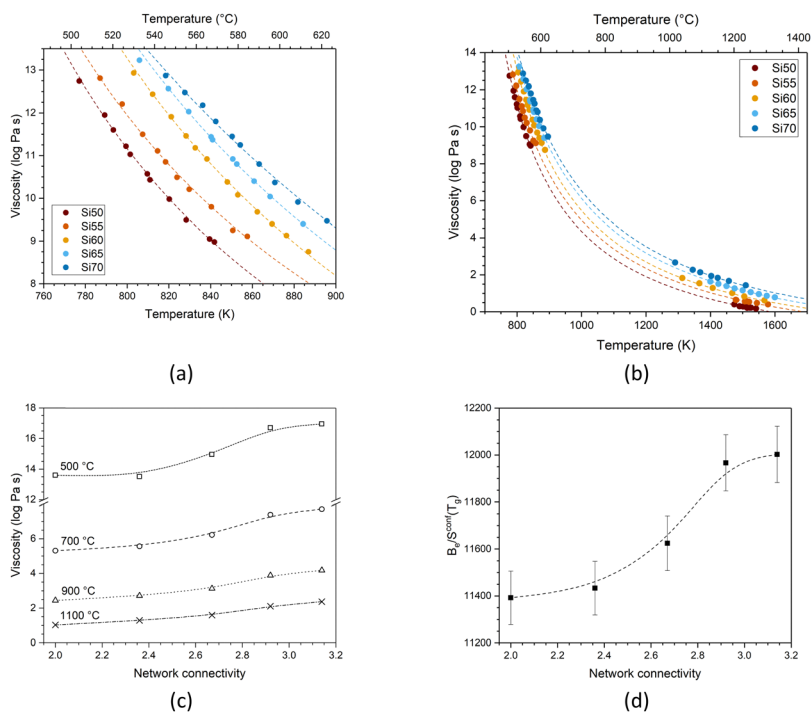 Temperature (°C)
500 520 540 560 580 600 620
13
12
11
10
9
8
Viscosity (log Pa s)
Si50
Si55
Si60
Si65
Si70
760 780 800 820 840 860 880 900
Temperature (K)
(a)
Temperature (°C)
400 600 800 1000 1200 1400
14
12
10
8
6
4
2
0
Viscosity (log Pa s)
Si50
Si55
Si60
Si65
Si70
800 1000 1200 1400 1600
Temperature (K)
(b)
18
16
14
12
6
4
2
0
Viscosity (log Pa s)
500 °C
700 °C
900 °C
1100 °C
2.0 2.2 2.4 2.6 2.8 3.0 3.2
Network connectivity
(c)
12200
12000
11800
11600
11400
11200
Be/Sconf(Tg)
2.0 2.2 2.4 2.6 2.8 3.0 3.2
Network connectivity
(d)